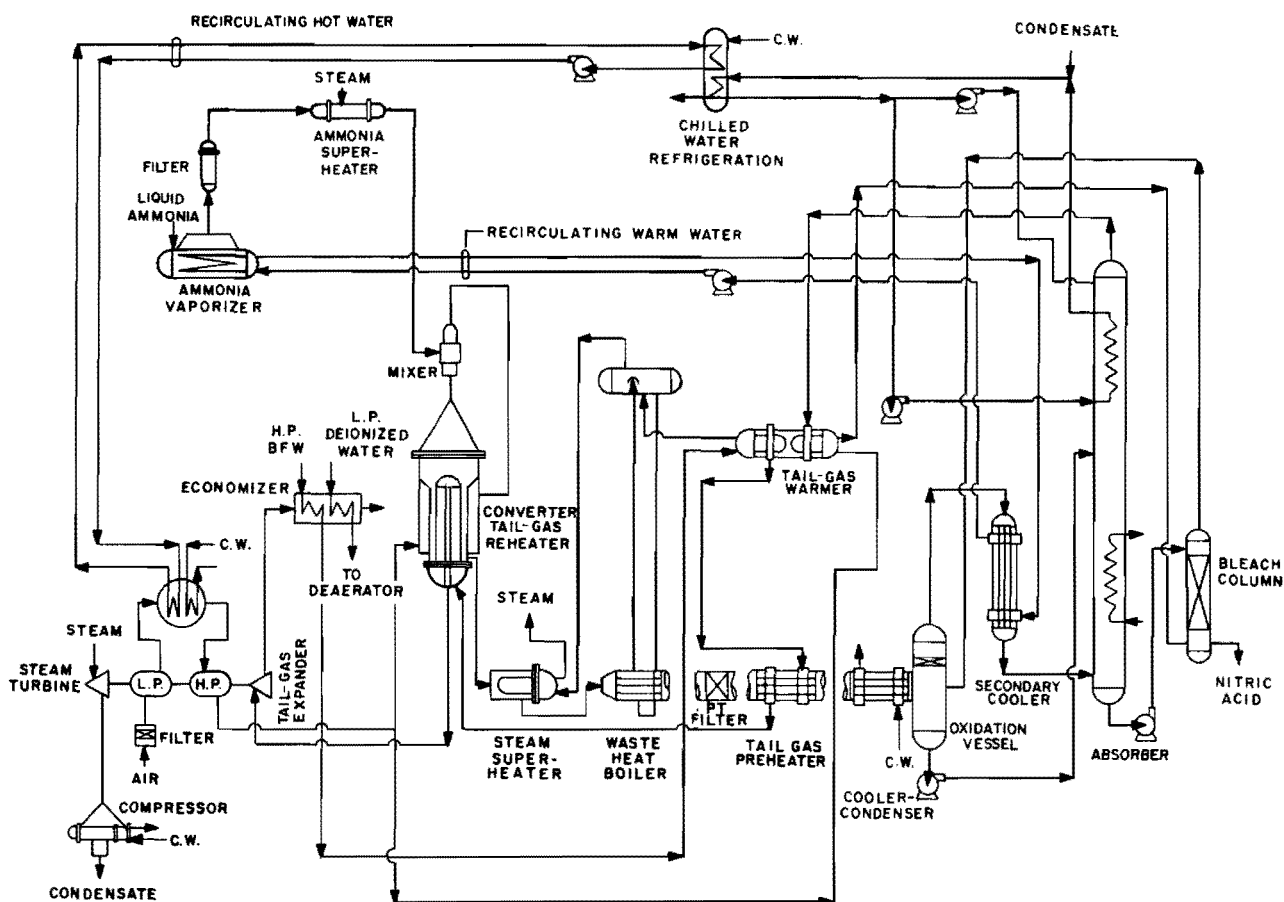 RECIRCULATING HOT WATER
C.W.
CONDENSATE
STEAM
AMMONIA
SUPER-
HEATER
CHILLED
WATER
REFRIGERATION
FILTER
LIQUID
AMMONIA
RECIRCULATING WARM WATER
AMMONIA
VAPORIZER
MIXER
H.P.
BFW
L.P.
DEIONIZED
WATER
ECONOMIZER
TAIL-GAS
WARMER
CONVERTER
TAIL-GAS
REHEATER
C.W.
TO
DEAERATOR
BLEACH
COLUMN
STEAM
STEAM
STEAM
TURBINE
L.P.
H.P.
TAIL-GAS
EXPANDER
FILTER
AIR
PT
FILTER
SECONDARY
COOLER
NITRIC
ACID
STEAM
SUPER-
HEATER
WASTE
HEAT
BOILER
TAIL GAS
PREHEATER
C.W.
OXIDATION
VESSEL
ABSORBER
COOLER-
CONDENSER
COMPRESSOR
C.W.
CONDENSATE